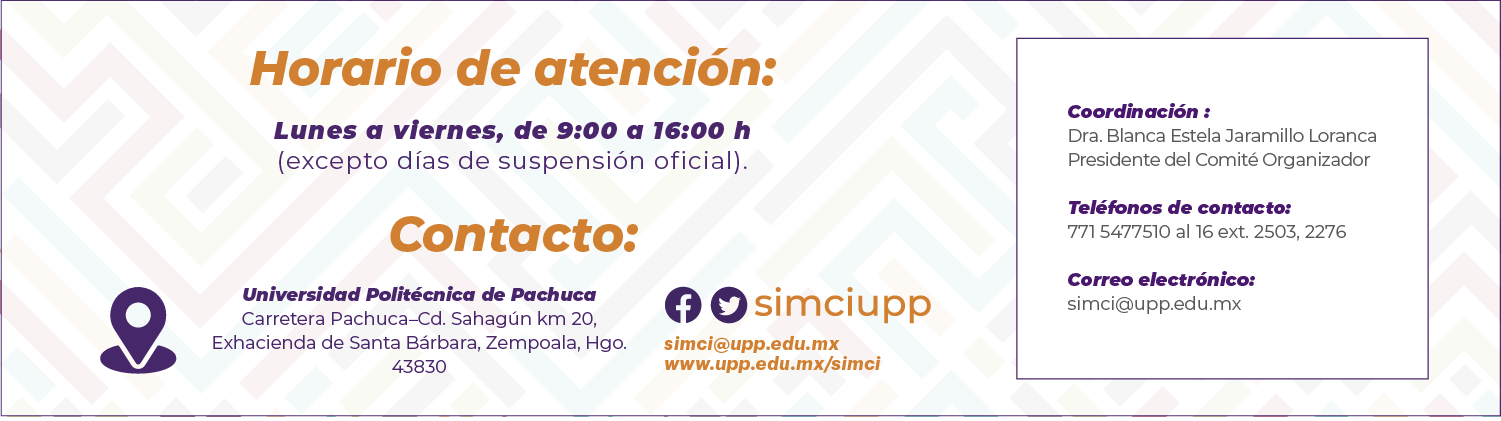 Horario de atención:
Lunes a viernes, de 9:00 a 16:00 h
(excepto días de suspensión oficial).
Contacto:
Universidad Politécnica de Pachuca
Carretera Pachuca–Cd. Sahagún km 20,
Exhacienda de Santa Bárbara, Zempoala, Hgo.
43830
simciupp
simci@upp.edu.mx
www.upp.edu.mx/simci
Coordinación :
Dra. Blanca Estela Jaramillo Loranca
Presidente del Comité Organizador
Teléfonos de contacto:
771 5477510 al 16 ext. 2503, 2276
Correo electrónico:
simci@upp.edu.mx